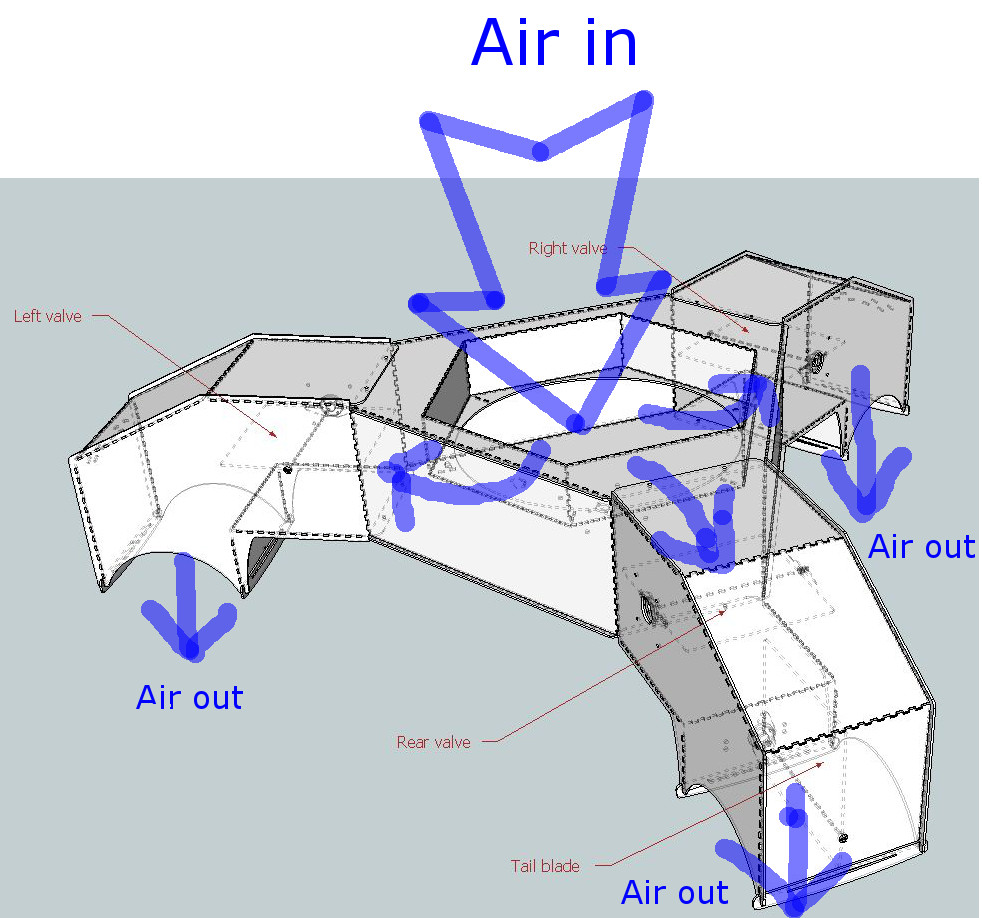 Air in
Right valve
Left valve
Air out
Air out
Rear valve
Tail blade
Air out